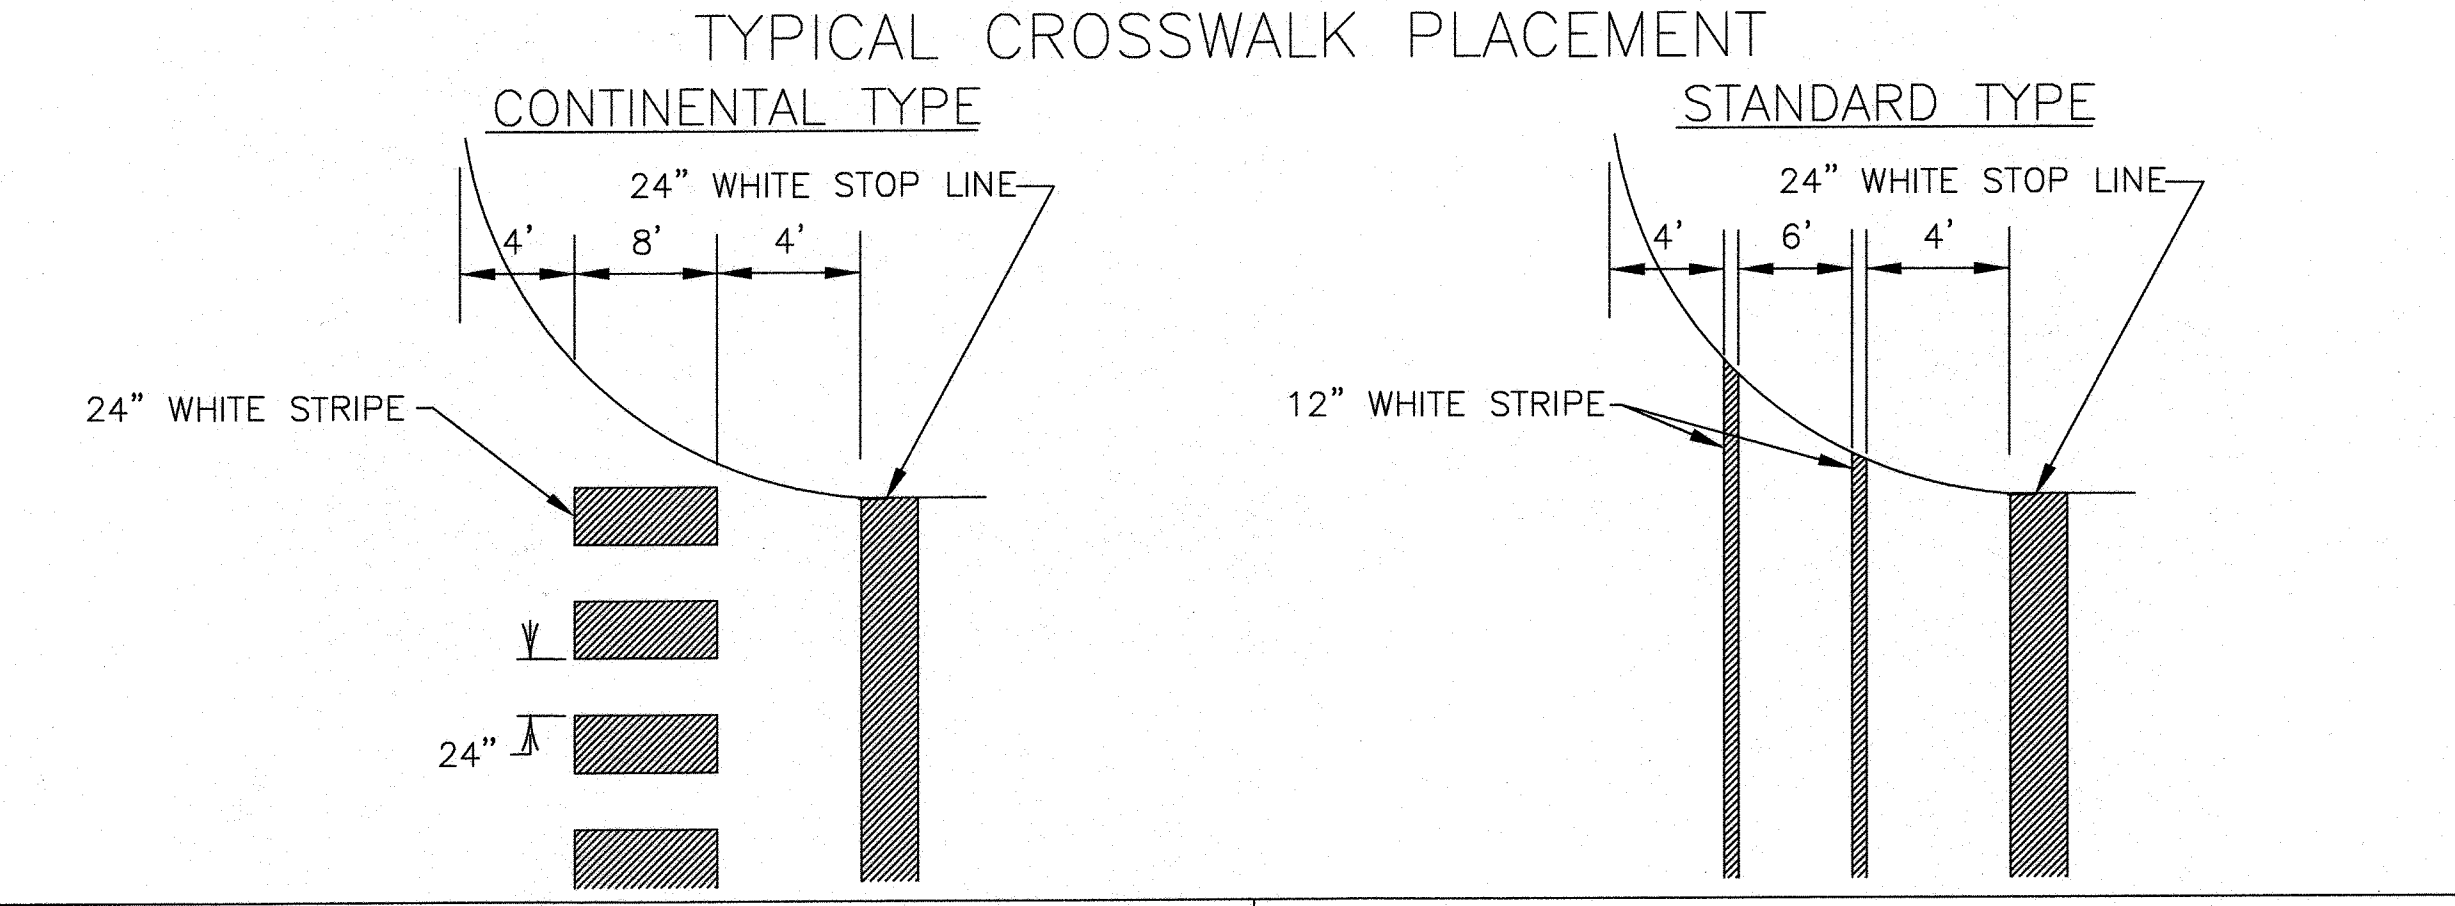 TYPICAL CROSSWALK PLACEMENT
CONTINENTAL TYPE
24" WHITE STOP LINE
4' 8' 4'
24" WHITE STRIPE
24"
STANDARD TYPE
24" WHITE STOP LINE
4' 6' 4'
12" WHITE STRIPE